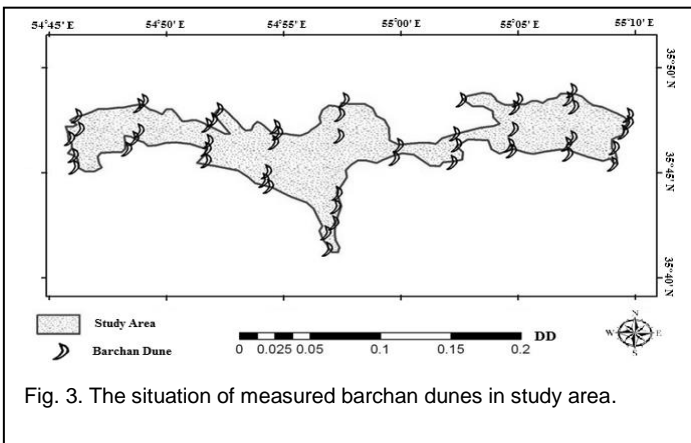 54°45' E 54°50' E 54°55' E 55°00' E 55°05' E 55°10' E
35°50' N
35°45' N
35°40' N
Study Area
Barchan Dune
0 0.025 0.05 0.1 0.15 0.2
DD
N
W E
S
Fig. 3. The situation of measured barchan dunes in study area.